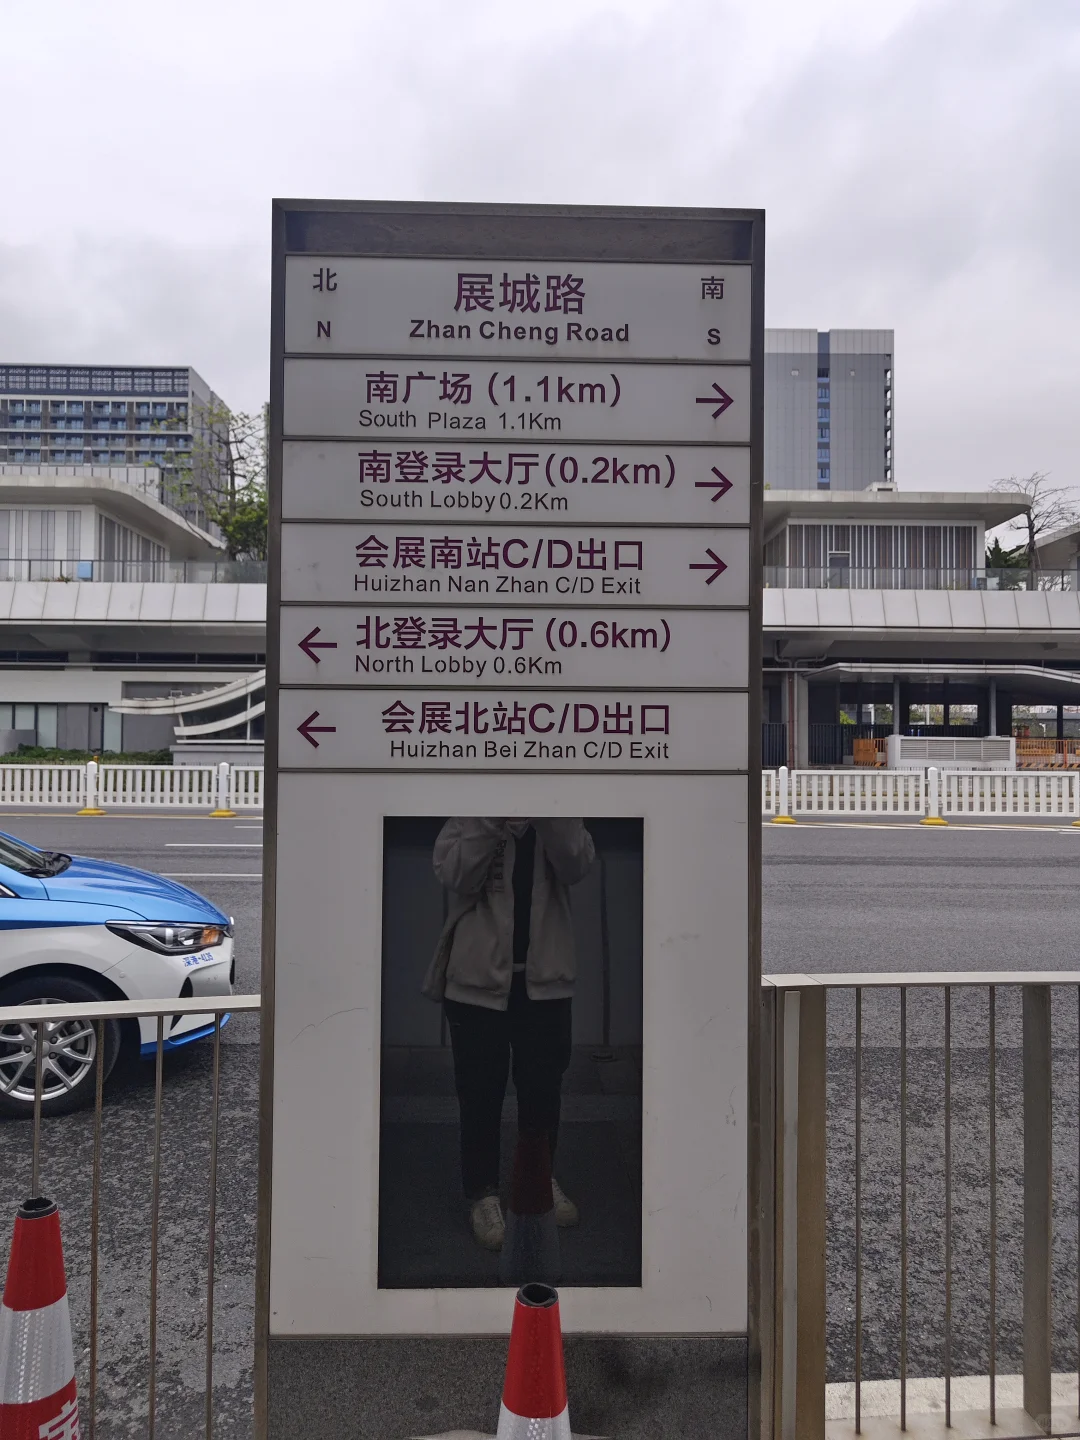 北 展城路 南
N Zhan Cheng Road S
南广场 (1.1km) →
South Plaza 1.1Km
南登录大厅(0.2km) →
South Lobby 0.2Km
会展南站C/D出口 →
Huizhan Nan Zhan C/D Exit
← 北登录大厅 (0.6km)
North Lobby 0.6Km
← 会展北站C/D出口
Huizhan Bei Zhan C/D Exit